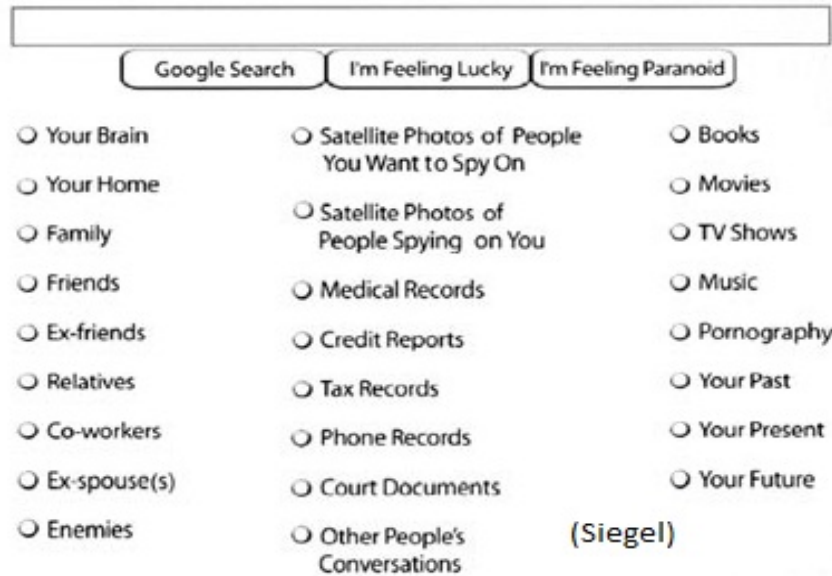 Google Search
I'm Feeling Lucky
I'm Feeling Paranoid
Your Brain
Your Home
Family
Friends
Ex-friends
Relatives
Co-workers
Ex-spouse(s)
Enemies
Satellite Photos of People
You Want to Spy On
Satellite Photos of
People Spying on You
Medical Records
Credit Reports
Tax Records
Phone Records
Court Documents
Other People's
Conversations
Books
Movies
TV Shows
Music
Pornography
Your Past
Your Present
Your Future
(Siegel)